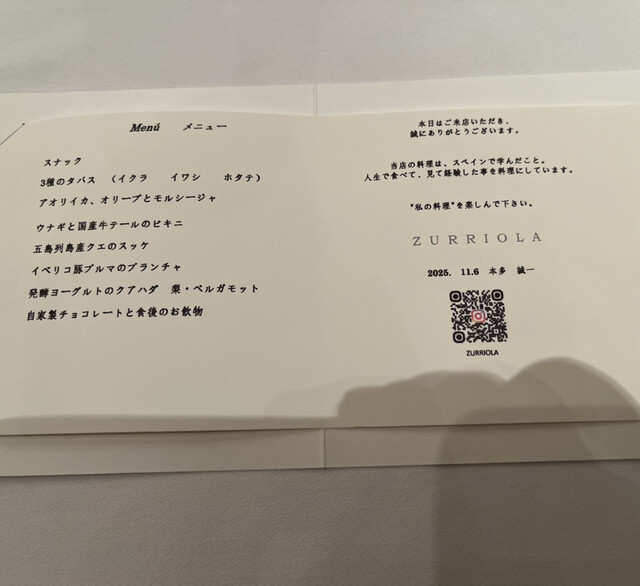 Menú メニュー
スナック
3種のタパス （イクラ イワシ ホタテ）
アオリイカ、オリーブとモルシージャ
ウナギと国産牛テールのビキニ
五島列島産クエのスッケ
イベリコ豚プルマのプランチャ
発酵ヨーグルトのクアハダ 梨・ベルガモット
自家製チョコレートと食後のお飲物
本日はご来店いただき、
誠にありがとうございます。
当店の料理は、スペインで学んだこと。
人生で食べて、見て経験した事を料理にしています。
"私の料理"を楽しんで下さい。
ZURRIOLA
2025. 11.6 本多 誠一
ZURRIOLA